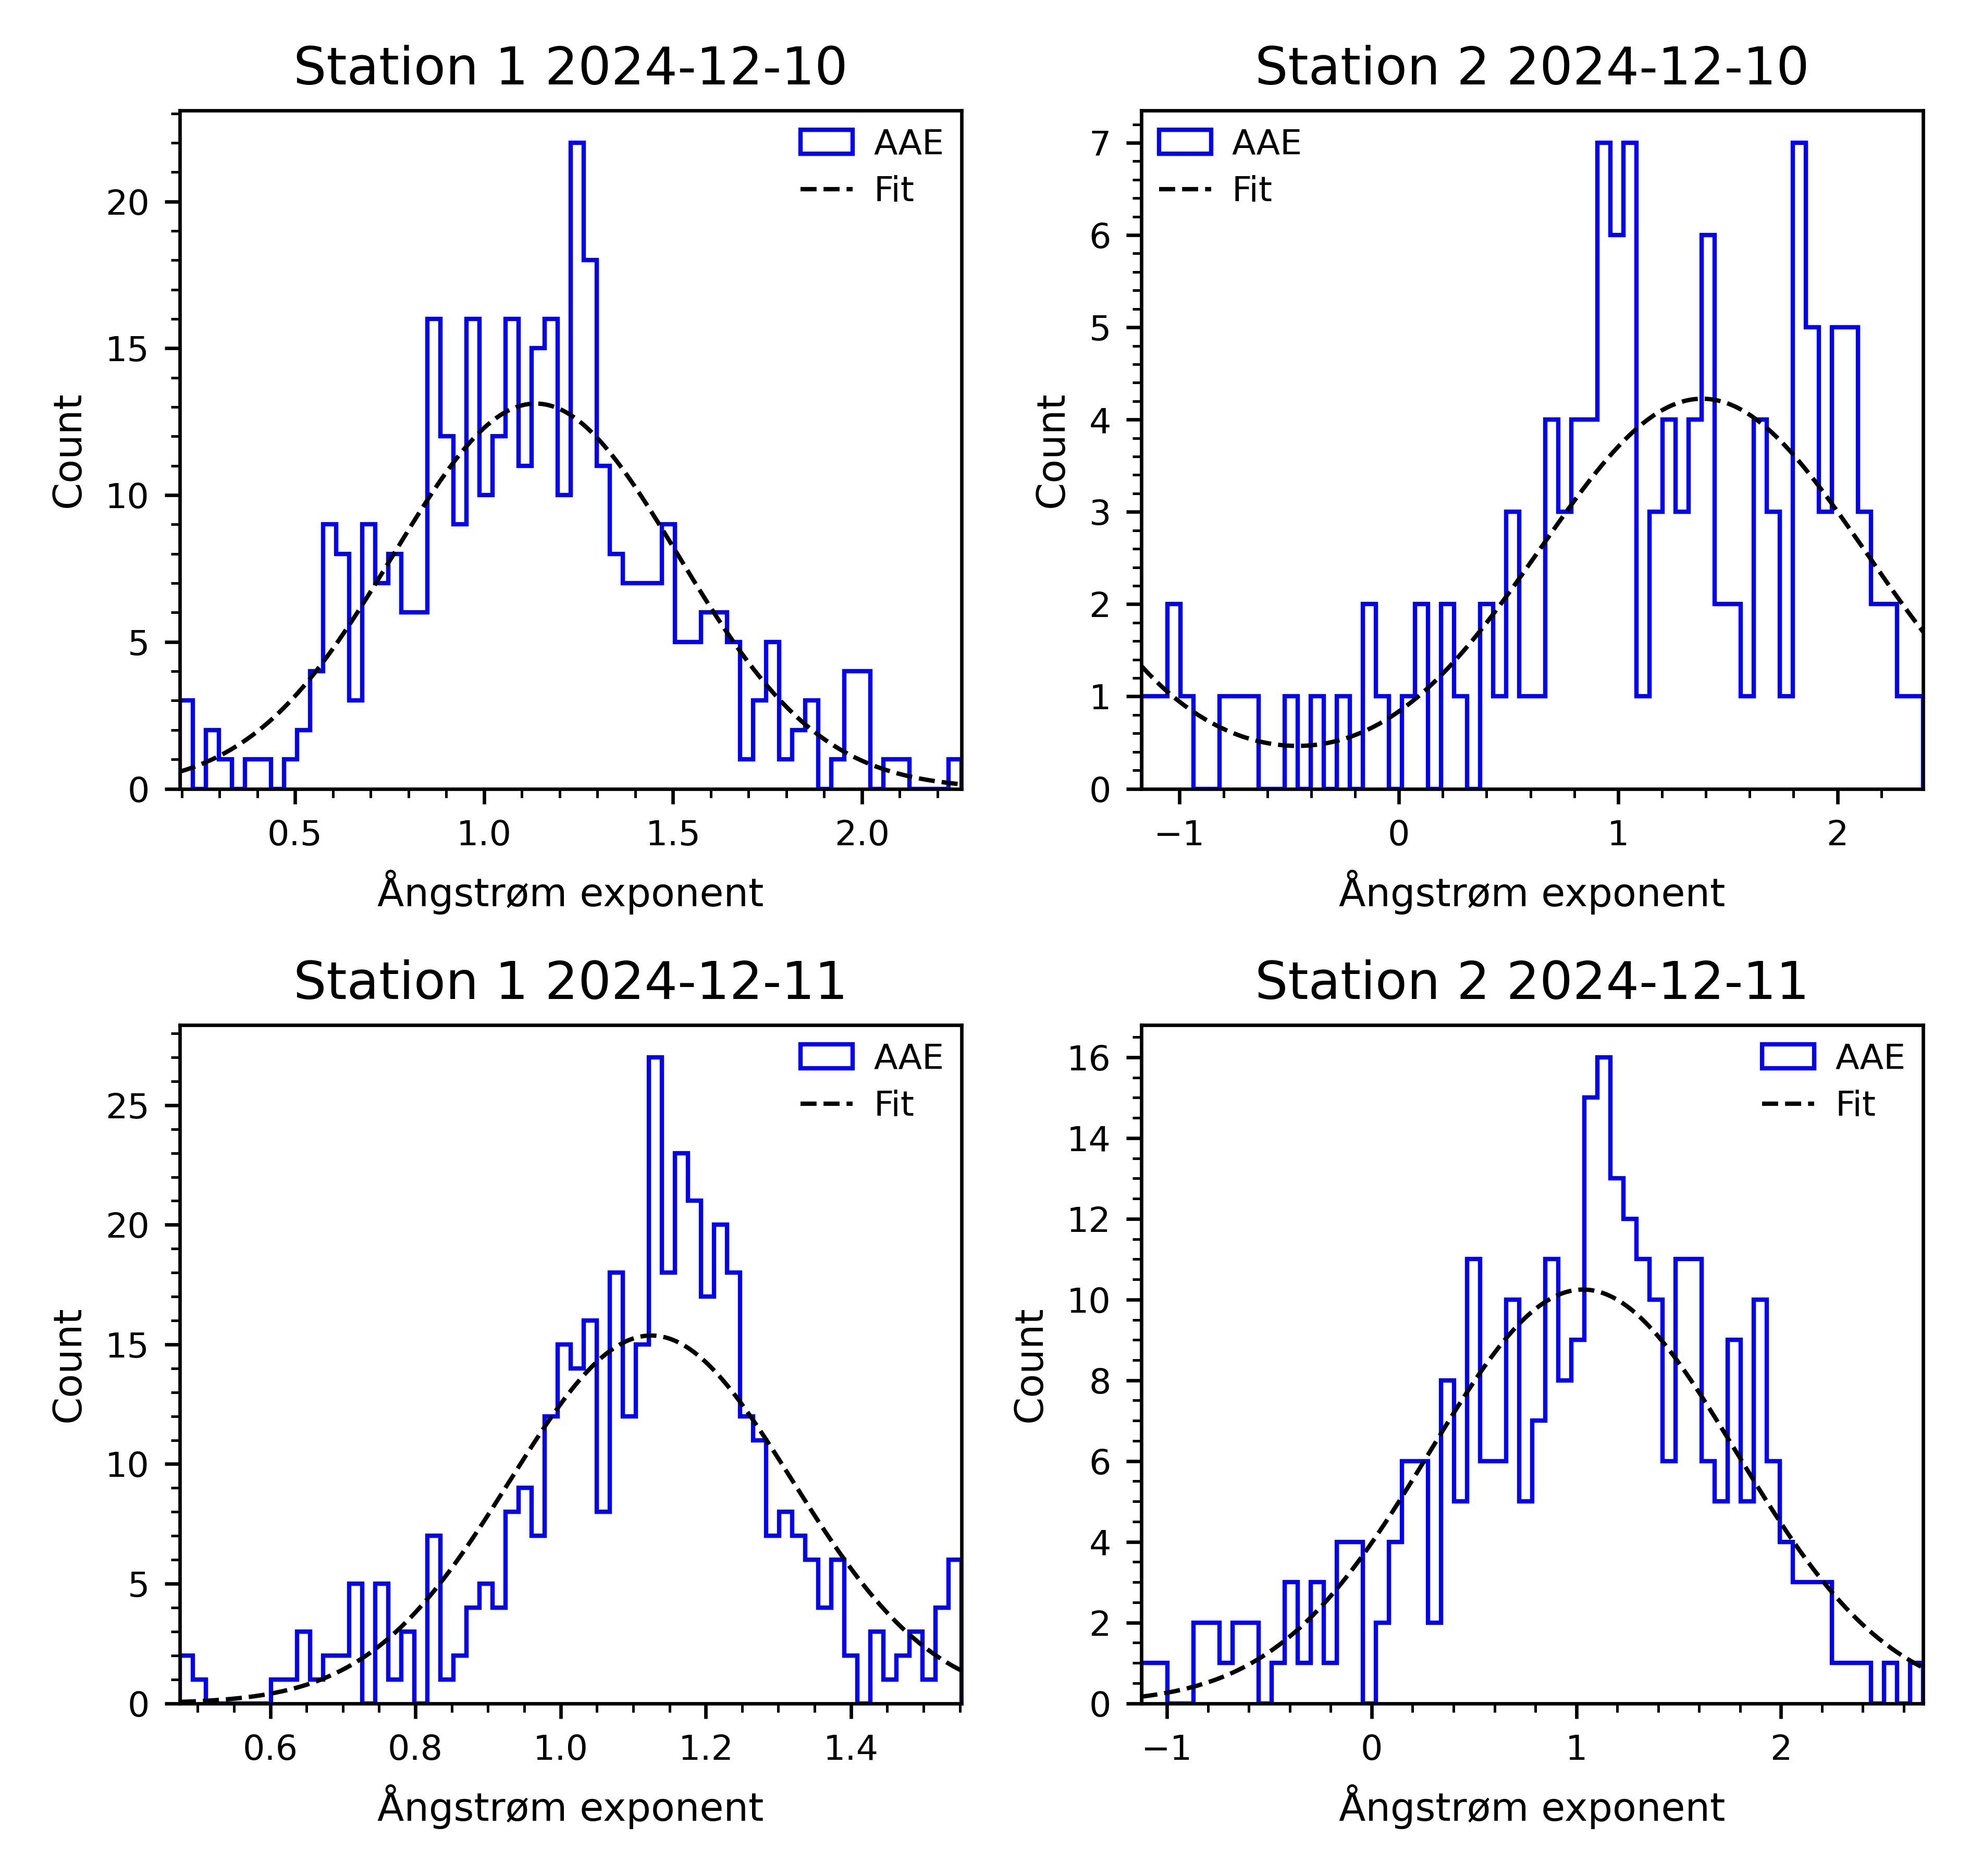 Station 1 2024-12-10
AAE
Fit
20
15
10
5
0
Count
0.5 1.0 1.5 2.0
Ångstrøm exponent
Station 2 2024-12-10
AAE
Fit
7
6
5
4
3
2
1
0
Count
−1 0 1 2
Ångstrøm exponent
Station 1 2024-12-11
AAE
Fit
25
20
15
10
5
0
Count
0.6 0.8 1.0 1.2 1.4
Ångstrøm exponent
Station 2 2024-12-11
AAE
Fit
16
14
12
10
8
6
4
2
0
Count
−1 0 1 2
Ångstrøm exponent